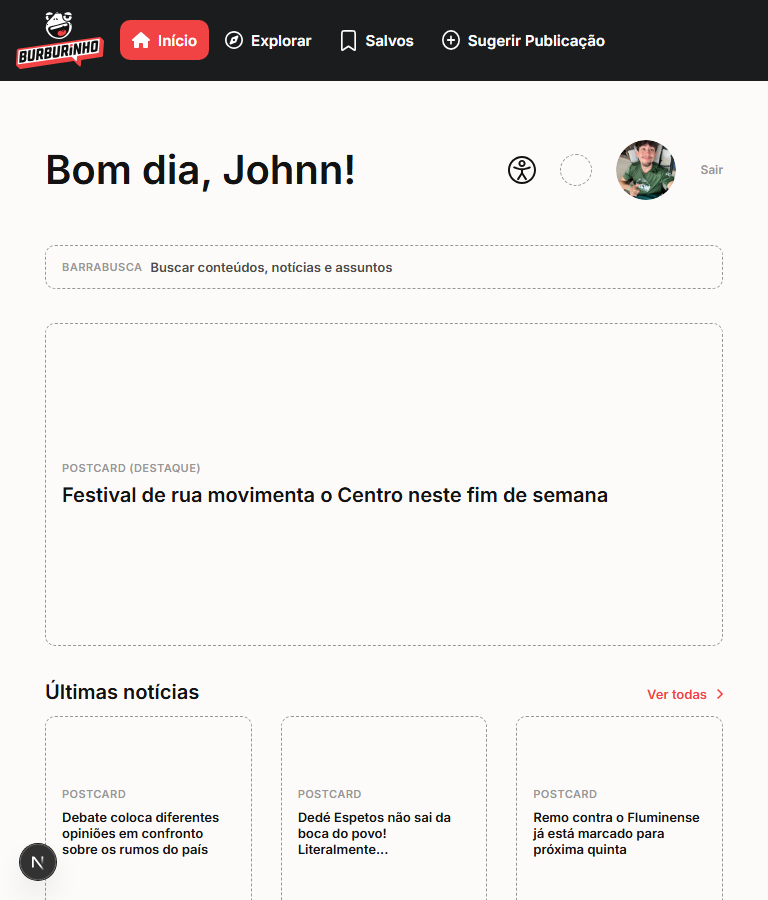 BURBURINHO
Início
Explorar
Salvos
Sugerir Publicação
Bom dia, Johnn!
Sair
BARRABUSCA Buscar conteúdos, notícias e assuntos
POSTCARD (DESTAQUE)
Festival de rua movimenta o Centro neste fim de semana
Últimas notícias
Ver todas
POSTCARD
Debate coloca diferentes
opiniões em confronto
sobre os rumos do país
POSTCARD
Dedé Espetos não sai da
boca do povo!
Literalmente...
POSTCARD
Remo contra o Fluminense
já está marcado para
próxima quinta
N